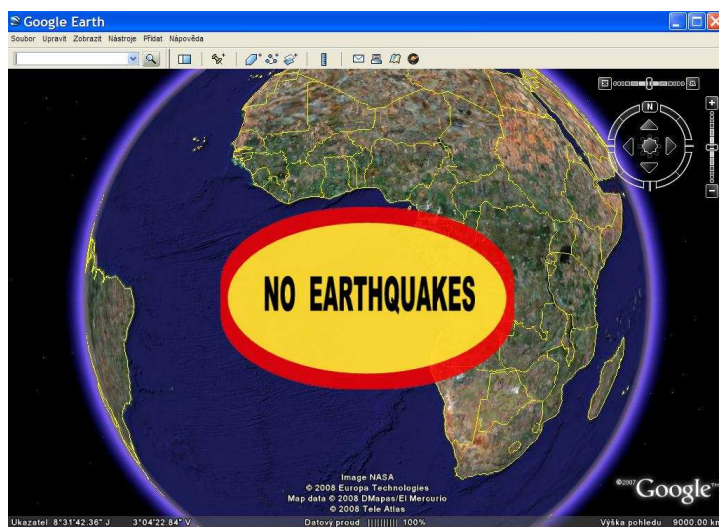 Google Earth
Soubor Upravit Zobrazit Nástroje Přidat Nápověda
N
NO EARTHQUAKES
Image NASA
© 2008 Europa Technologies
Map data © 2008 DMapas/El Mercurio
© 2008 Tele Atlas
©2007 Google™
Ukazatel 8°31'42.36" J 3°04'22.84" V Datový proud |||||||||| 100% Výška pohledu 9000.00 km